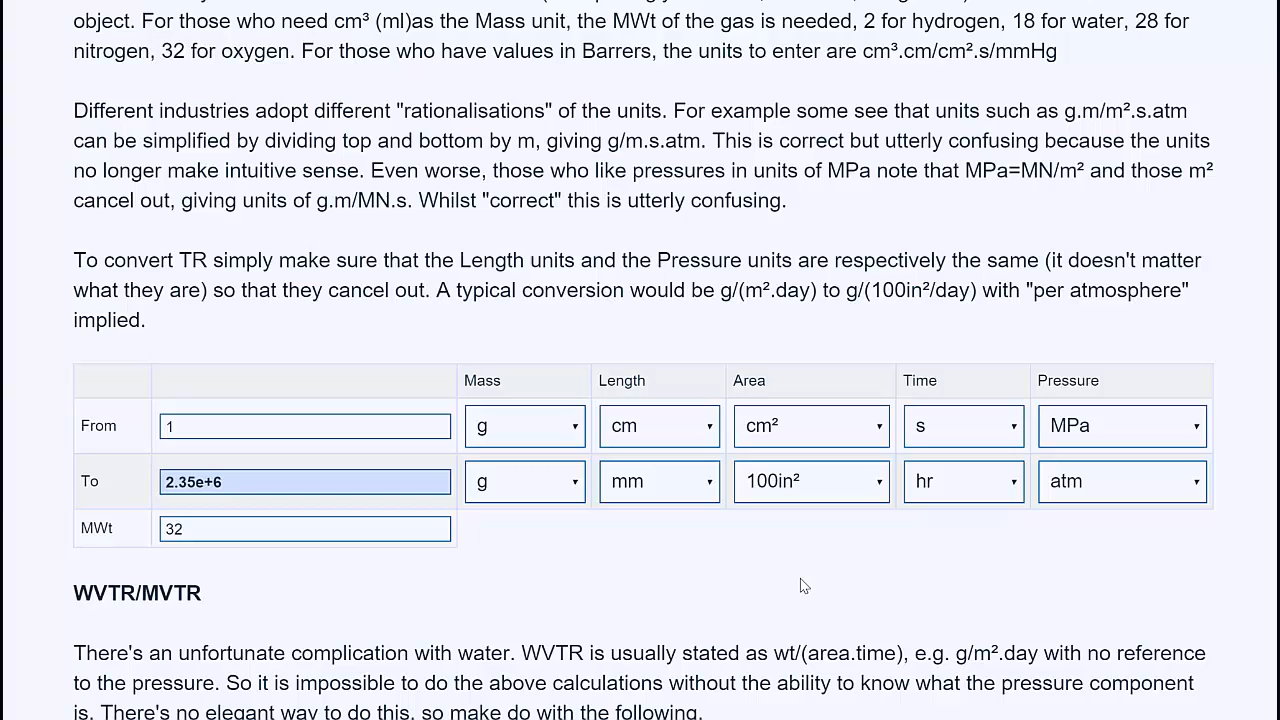 object. For those who need cm³ (ml)as the Mass unit, the MWt of the gas is needed, 2 for hydrogen, 18 for water, 28 for
nitrogen, 32 for oxygen. For those who have values in Barrers, the units to enter are cm³.cm/cm².s/mmHg
Different industries adopt different "rationalisations" of the units. For example some see that units such as g.m/m².s.atm
can be simplified by dividing top and bottom by m, giving g/m.s.atm. This is correct but utterly confusing because the units
no longer make intuitive sense. Even worse, those who like pressures in units of MPa note that MPa=MN/m² and those m²
cancel out, giving units of g.m/MN.s. Whilst "correct" this is utterly confusing.
To convert TR simply make sure that the Length units and the Pressure units are respectively the same (it doesn't matter
what they are) so that they cancel out. A typical conversion would be g/(m².day) to g/(100in²/day) with "per atmosphere"
implied.
Mass Length Area Time Pressure
From 1 g cm cm² s MPa
To 2.35e+6 g mm 100in² hr atm
MWt 32
WVTR/MVTR
There's an unfortunate complication with water. WVTR is usually stated as wt/(area.time), e.g. g/m².day with no reference
to the pressure. So it is impossible to do the above calculations without the ability to know what the pressure component
is. There's no elegant way to do this, so make do with the following.